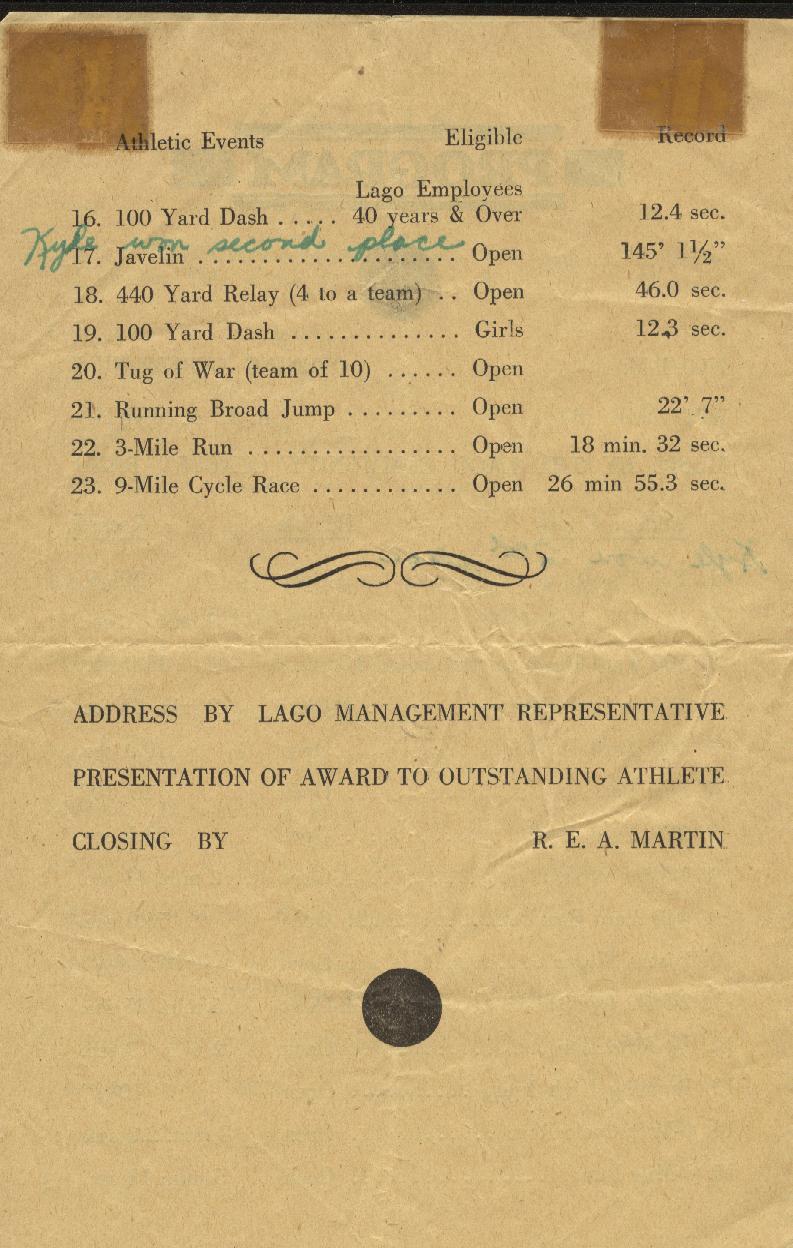 Athletic Events Eligible Record
Lago Employees
16. 100 Yard Dash ..... 40 years & Over 12.4 sec.
Kyle won second place
17. Javelin .................... Open 145' 1½"
18. 440 Yard Relay (4 to a team) .. Open 46.0 sec.
19. 100 Yard Dash .............. Girls 12.3 sec.
20. Tug of War (team of 10) ...... Open
21. Running Broad Jump ......... Open 22' 7"
22. 3-Mile Run ................. Open 18 min. 32 sec.
23. 9-Mile Cycle Race ............ Open 26 min 55.3 sec.
ADDRESS BY LAGO MANAGEMENT REPRESENTATIVE
PRESENTATION OF AWARD TO OUTSTANDING ATHLETE
CLOSING BY R. E. A. MARTIN